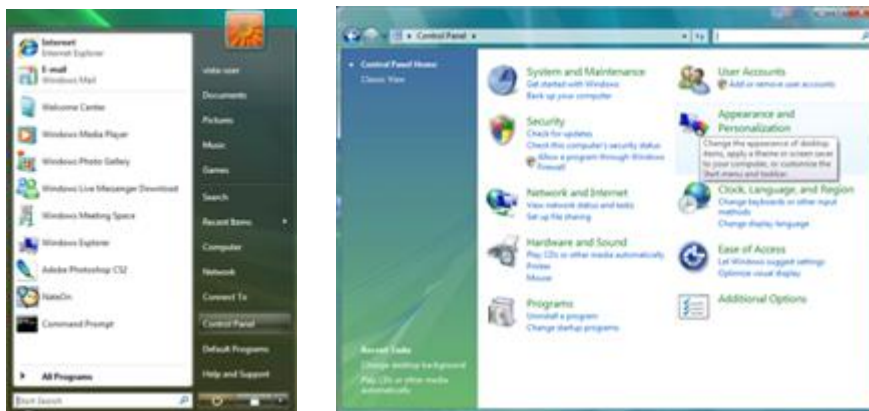 Internet
Internet Explorer
E-mail
Windows Mail
Welcome Center
Windows Media Player
Windows Photo Gallery
Windows Live Messenger Download
Windows Meeting Space
Windows Explorer
Adobe Photoshop CS2
NateOn
Command Prompt
All Programs
Start Search
vista user
Documents
Pictures
Music
Games
Search
Recent Items
Computer
Network
Connect To
Control Panel
Default Programs
Help and Support
Control Panel
Control Panel Home
Classic View
Recent Tasks
Change desktop background
Play CDs or other media
automatically
System and Maintenance
Get started with Windows
Back up your computer
Security
Check for updates
Check this computer's security status
Allow a program through Windows
Firewall
Network and Internet
View network status and tasks
Set up file sharing
Hardware and Sound
Play CDs or other media automatically
Printer
Mouse
Programs
Uninstall a program
Change startup programs
User Accounts
Add or remove user accounts
Appearance and
Personalization
Change the appearance of desktop
items, apply a theme or screen saver
to your computer, or customize the
Start menu and taskbar.
Clock, Language, and Region
Change keyboards or other input
methods
Change display language
Ease of Access
Let Windows suggest settings
Optimize visual display
Additional Options